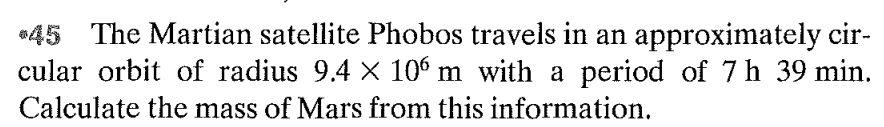 •45 The Martian satellite Phobos travels in an approximately cir-
cular orbit of radius 9.4 × 10⁶ m with a period of 7 h 39 min.
Calculate the mass of Mars from this information.